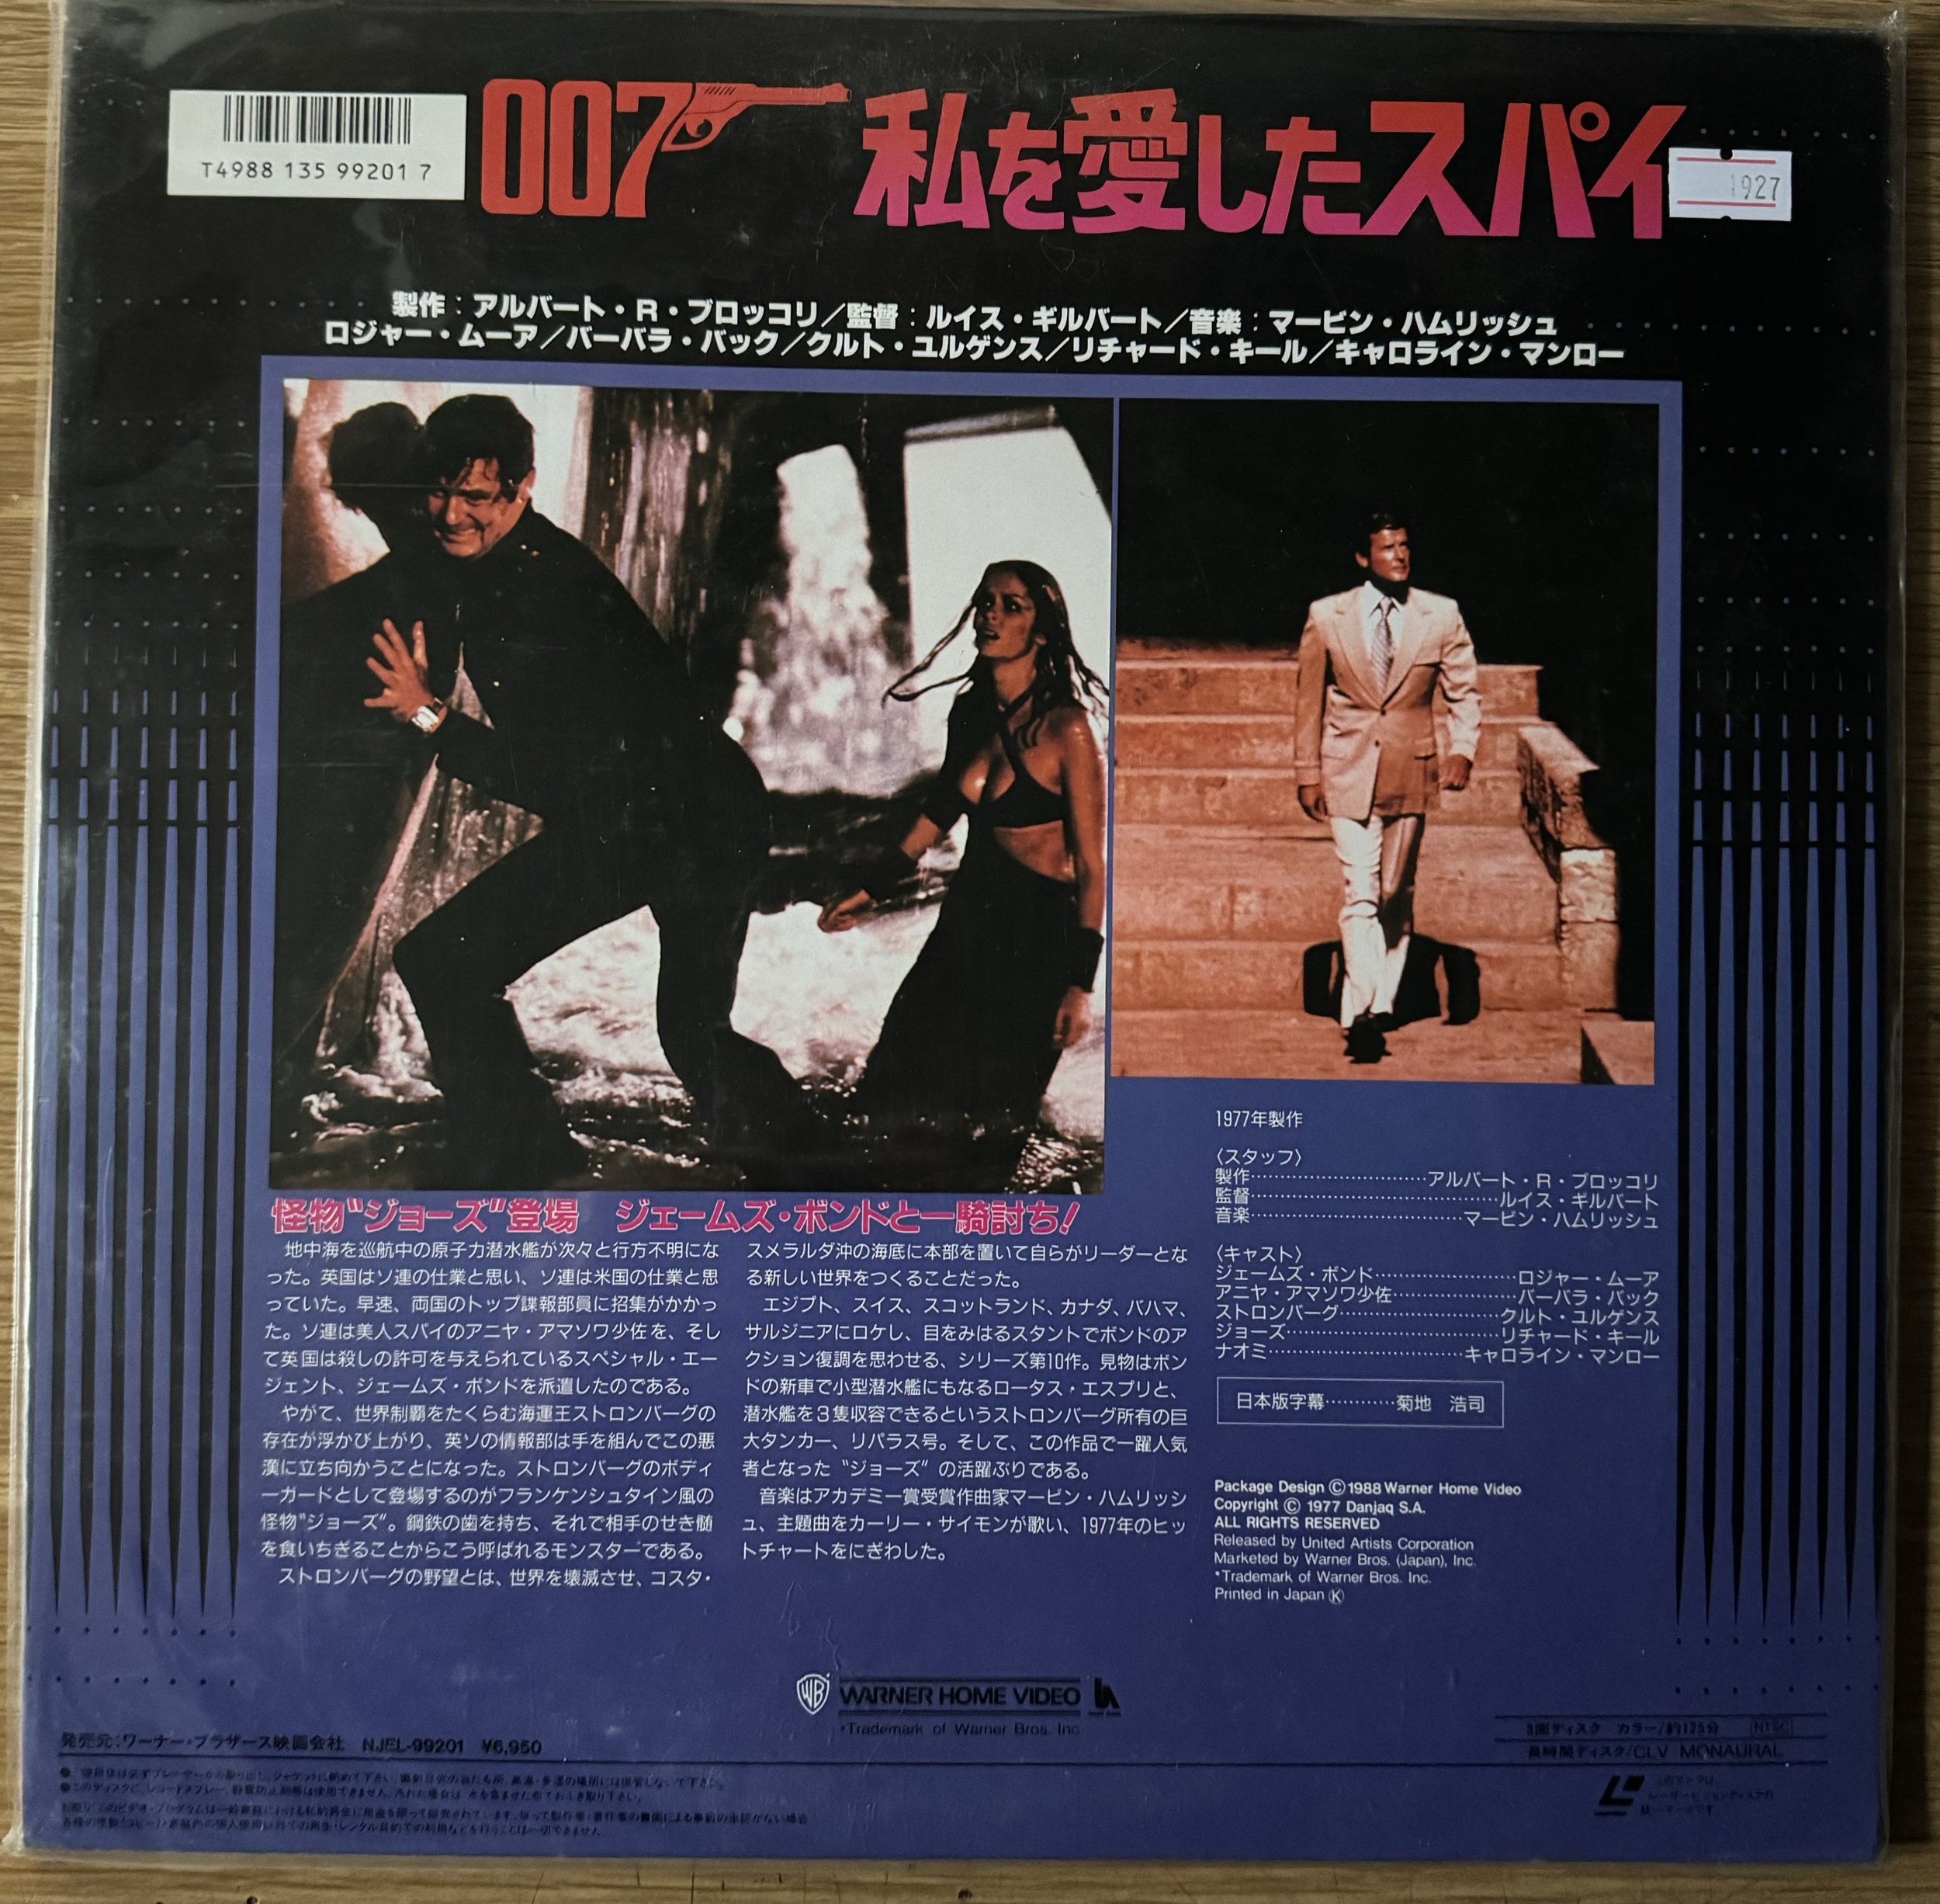 T4988 135 99201 7
007 私を愛したスパイ
1927
製作:アルバート・R・ブロッコリ/監督:ルイス・ギルバート/音楽:マービン・ハムリッシュ
ロジャー・ムーア/バーバラ・バック/クルト・ユルゲンス/リチャード・キール/キャロライン・マンロー
怪物“ジョーズ”登場 ジェームズ・ボンドと一騎討ち!
地中海を巡航中の原子力潜水艦が次々と行方不明にな
った。英国はソ連の仕業と思い、ソ連は米国の仕業と思
っていた。早速、両国のトップ諜報部員に招集がかかっ
た。ソ連は美人スパイのアニヤ・アマソワ少佐を、そし
て英国は殺しの許可を与えられているスペシャル・エー
ジェント、ジェームズ・ボンドを派遣したのである。
やがて、世界制覇をたくらむ海運王ストロンバーグの
存在が浮かび上がり、英ソの情報部は手を組んでこの悪
漢に立ち向かうことになった。ストロンバーグのボディ
ーガードとして登場するのがフランケンシュタイン風の
怪物“ジョーズ”。鋼鉄の歯を持ち、それで相手のせき髄
を食いちぎることからこう呼ばれるモンスターである。
ストロンバーグの野望とは、世界を壊滅させ、コスタ・
スメラルダ沖の海底に本部を置いて自らがリーダーとな
る新しい世界をつくることだった。
エジプト、スイス、スコットランド、カナダ、バハマ、
サルジニアにロケし、目をみはるスタントでボンドのア
クション復調を思わせる、シリーズ第10作。見物はボン
ドの新車で小型潜水艦にもなるロータス・エスプリと、
潜水艦を3隻収容できるというストロンバーグ所有の巨
大タンカー、リパラス号。そして、この作品で一躍人気
者となった“ジョーズ”の活躍ぶりである。
音楽はアカデミー賞受賞作曲家マービン・ハムリッシ
ュ、主題曲をカーリー・サイモンが歌い、1977年のヒッ
トチャートをにぎわした。
1977年製作
〈スタッフ〉
製作……アルバート・R・ブロッコリ
監督……ルイス・ギルバート
音楽……マービン・ハムリッシュ
〈キャスト〉
ジェームズ・ボンド……ロジャー・ムーア
アニヤ・アマソワ少佐……バーバラ・バック
ストロンバーグ……クルト・ユルゲンス
ジョーズ……リチャード・キール
ナオミ……キャロライン・マンロー
日本版字幕……菊地 浩司
Package Design ©1988 Warner Home Video
Copyright © 1977 Danjaq S.A.
ALL RIGHTS RESERVED
Released by United Artists Corporation
Marketed by Warner Bros. (Japan), Inc.
*Trademark of Warner Bros. Inc.
Printed in Japan Ⓚ
WB WARNER HOME VIDEO
*Trademark of Warner Bros. Inc.
発売元:ワーナー・ブラザース映画会社 NJEL-99201 ¥6,950
ディスク カラー/約125分 NTSC
長時間ディスク/CLV MONAURAL